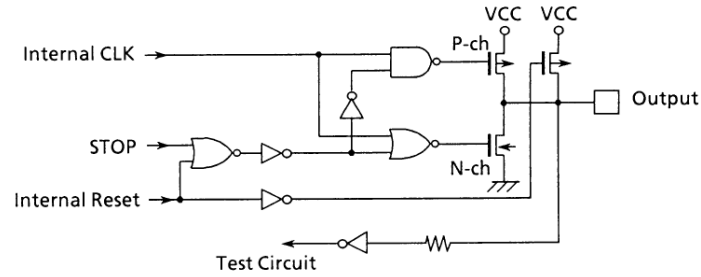 VCC VCC
Internal CLK
P-ch
Output
STOP
N-ch
Internal Reset
Test Circuit